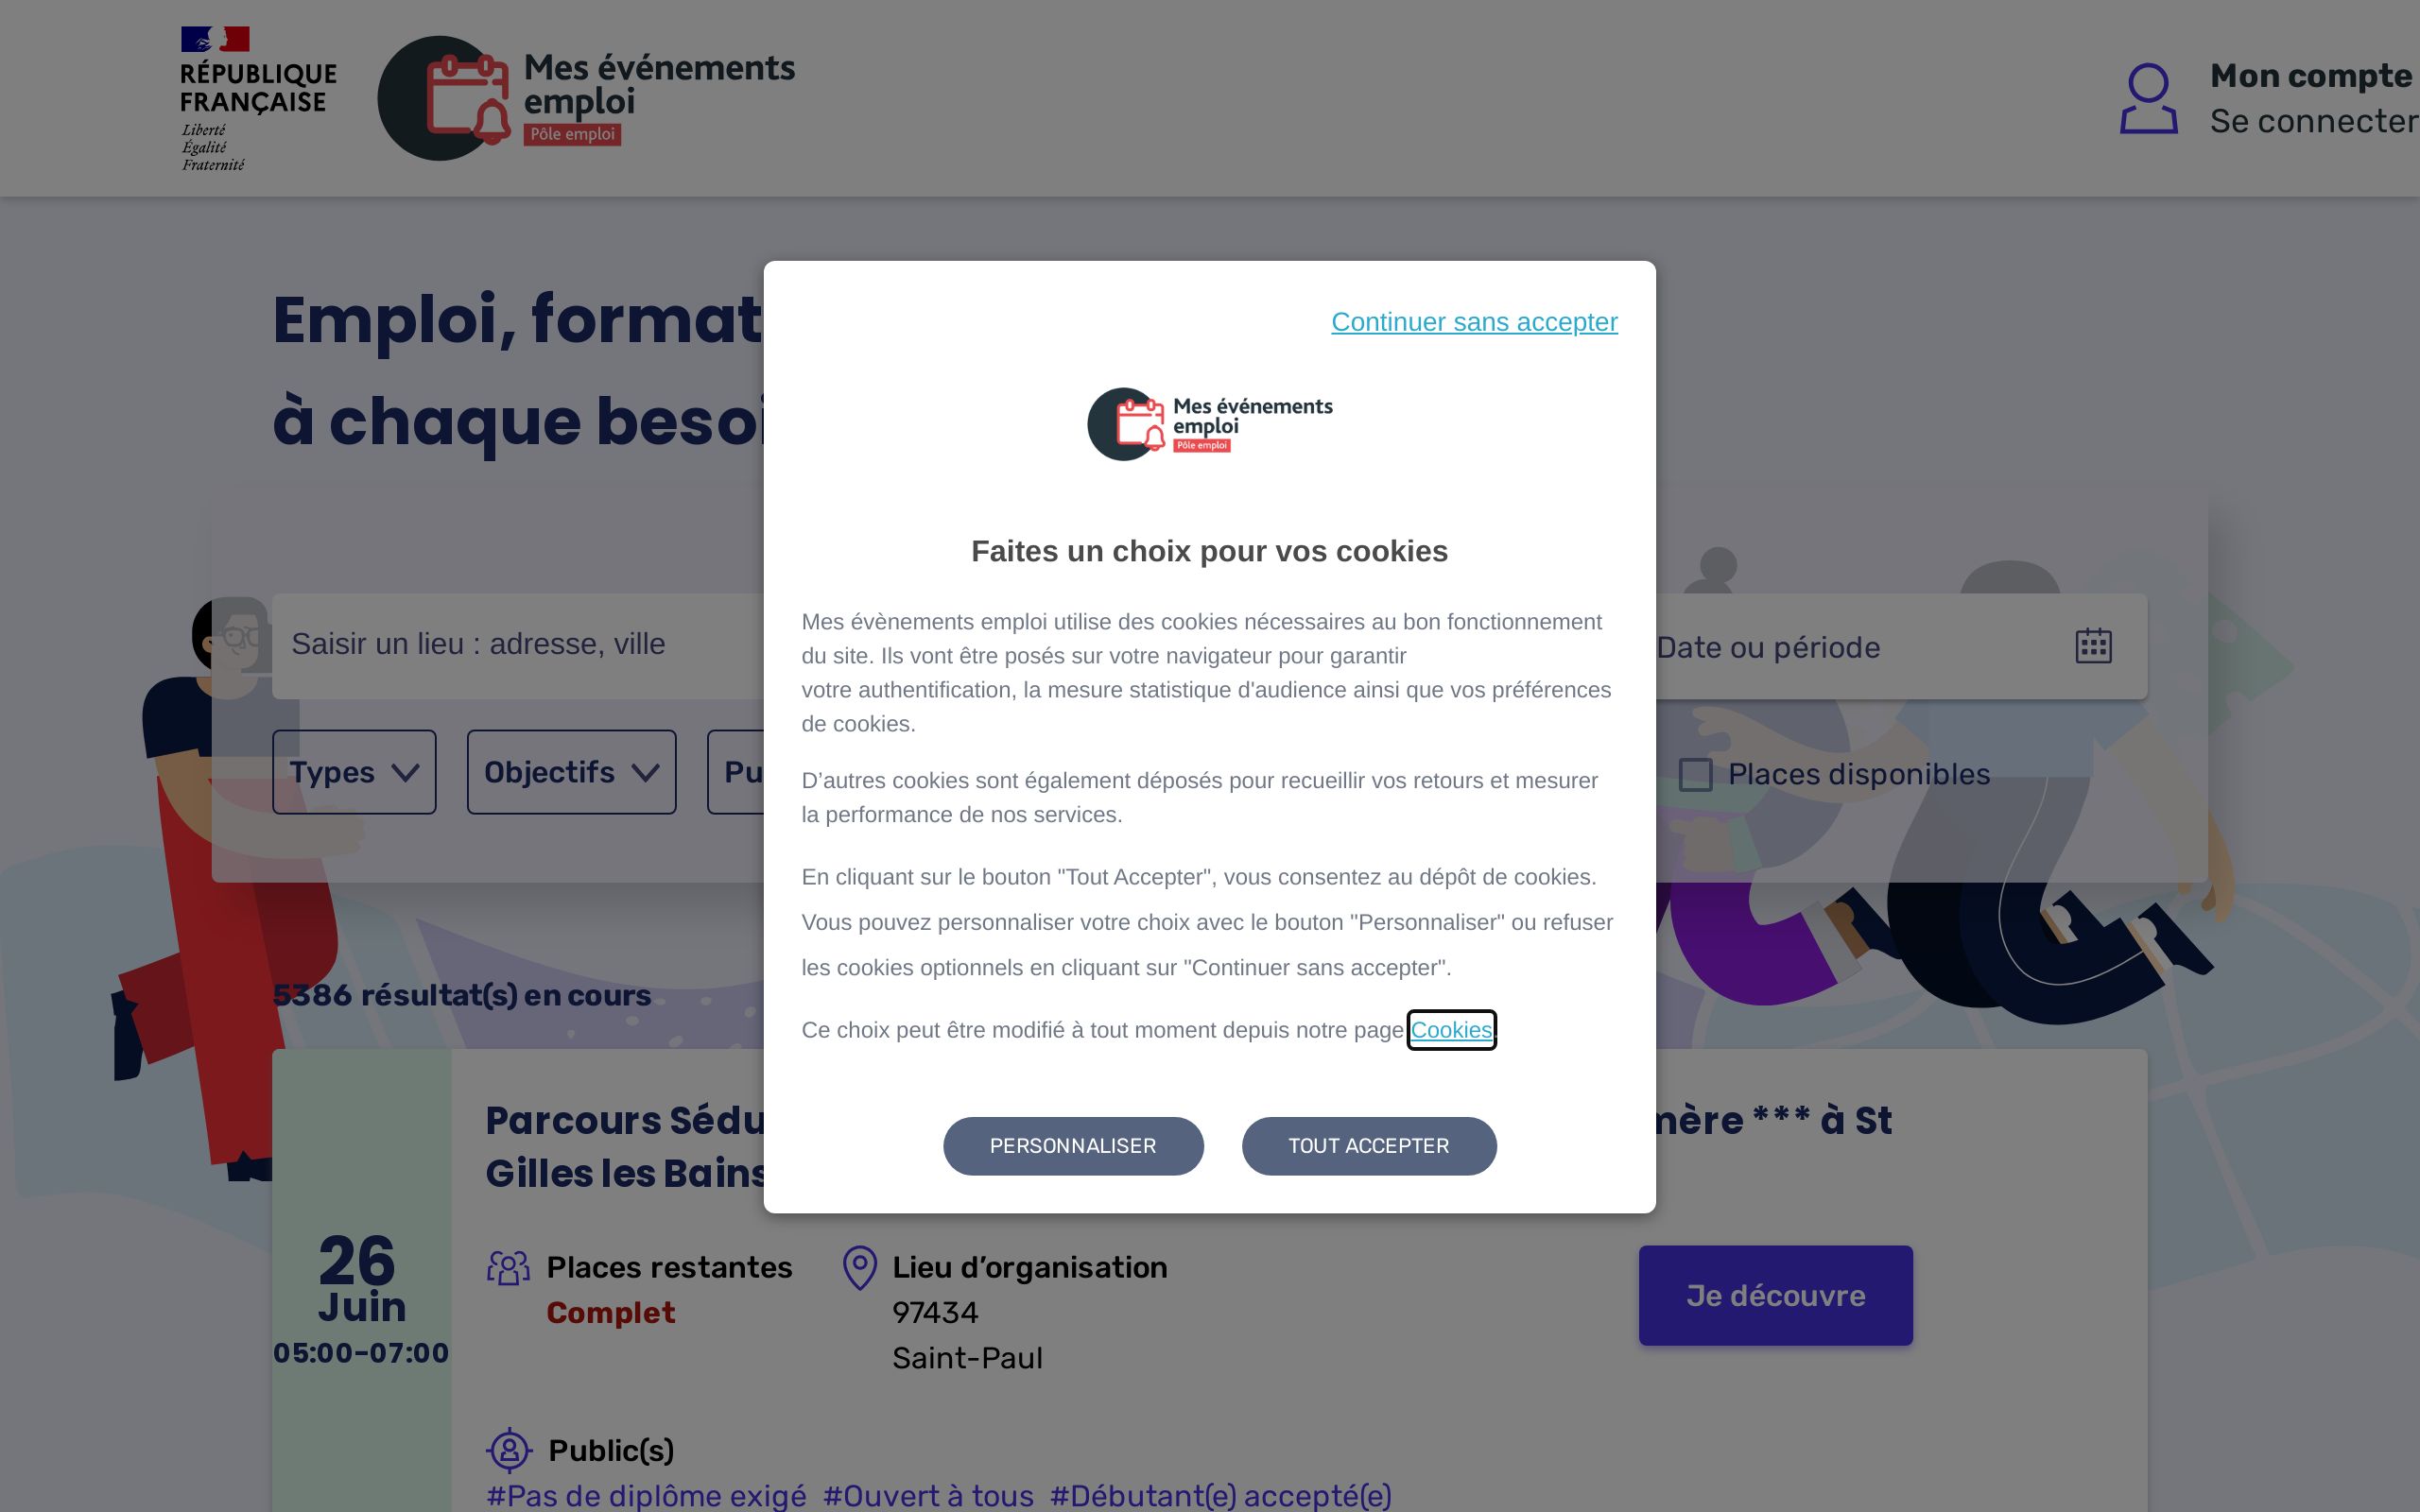 RÉPUBLIQUE
FRANÇAISE
Liberté
Égalité
Fraternité
Mes événements
emploi
Pôle emploi
Mon compte
Se connecter
Emploi, format
à chaque besoi
Saisir un lieu : adresse, ville
Date ou période
Types
Objectifs
Pu
Places disponibles
5386 résultat(s) en cours
Continuer sans accepter
Mes événements
emploi
Pôle emploi
Faites un choix pour vos cookies
Mes évènements emploi utilise des cookies nécessaires au bon fonctionnement
du site. Ils vont être posés sur votre navigateur pour garantir
votre authentification, la mesure statistique d'audience ainsi que vos préférences
de cookies.
D’autres cookies sont également déposés pour recueillir vos retours et mesurer
la performance de nos services.
En cliquant sur le bouton "Tout Accepter", vous consentez au dépôt de cookies.
Vous pouvez personnaliser votre choix avec le bouton "Personnaliser" ou refuser
les cookies optionnels en cliquant sur "Continuer sans accepter".
Ce choix peut être modifié à tout moment depuis notre page Cookies.
PERSONNALISER
TOUT ACCEPTER
26
Juin
05:00-07:00
Parcours Sédu mère *** à St
Gilles les Bains
Places restantes
Complet
Lieu d’organisation
97434
Saint-Paul
Je découvre
Public(s)
#Pas de diplôme exigé #Ouvert à tous #Débutant(e) accepté(e)